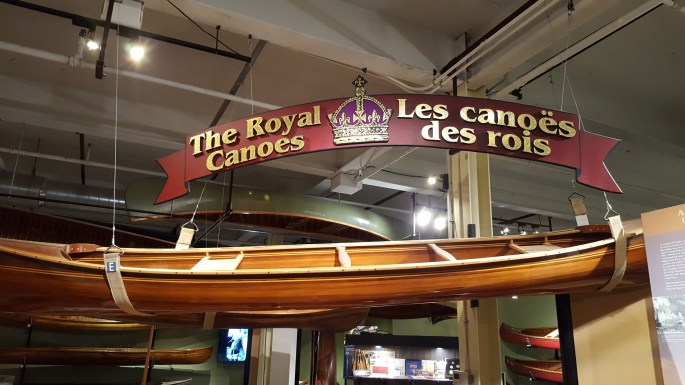 The Royal
Canoes
Les canoës
des rois
E